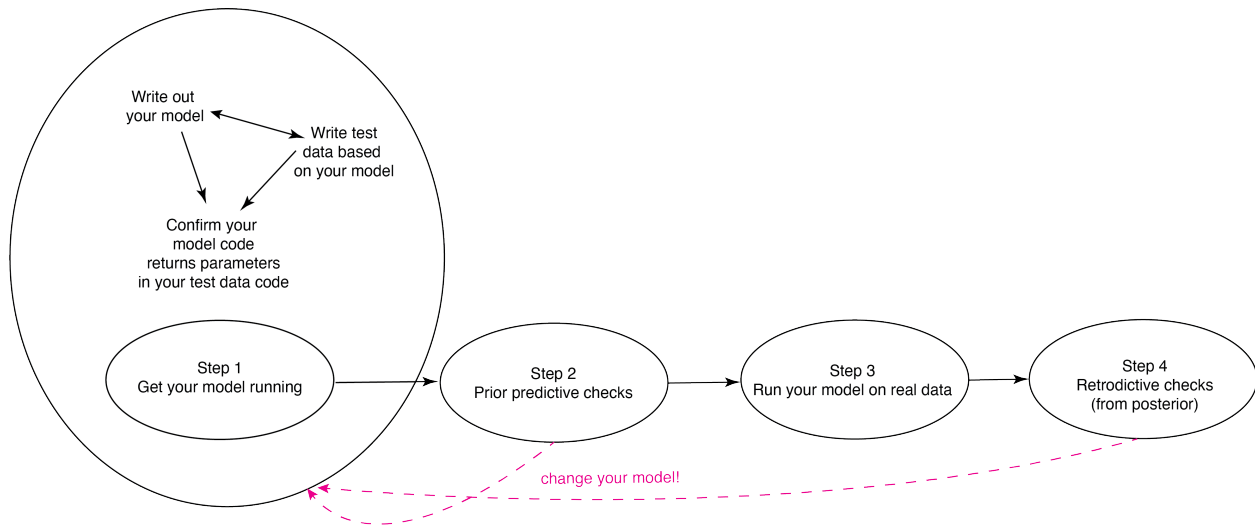 Write out
your model
Write test
data based
on your model
Confirm your
model code
returns parameters
in your test data code
Step 1
Get your model running
Step 2
Prior predictive checks
Step 3
Run your model on real data
Step 4
Retrodictive checks
(from posterior)
change your model!